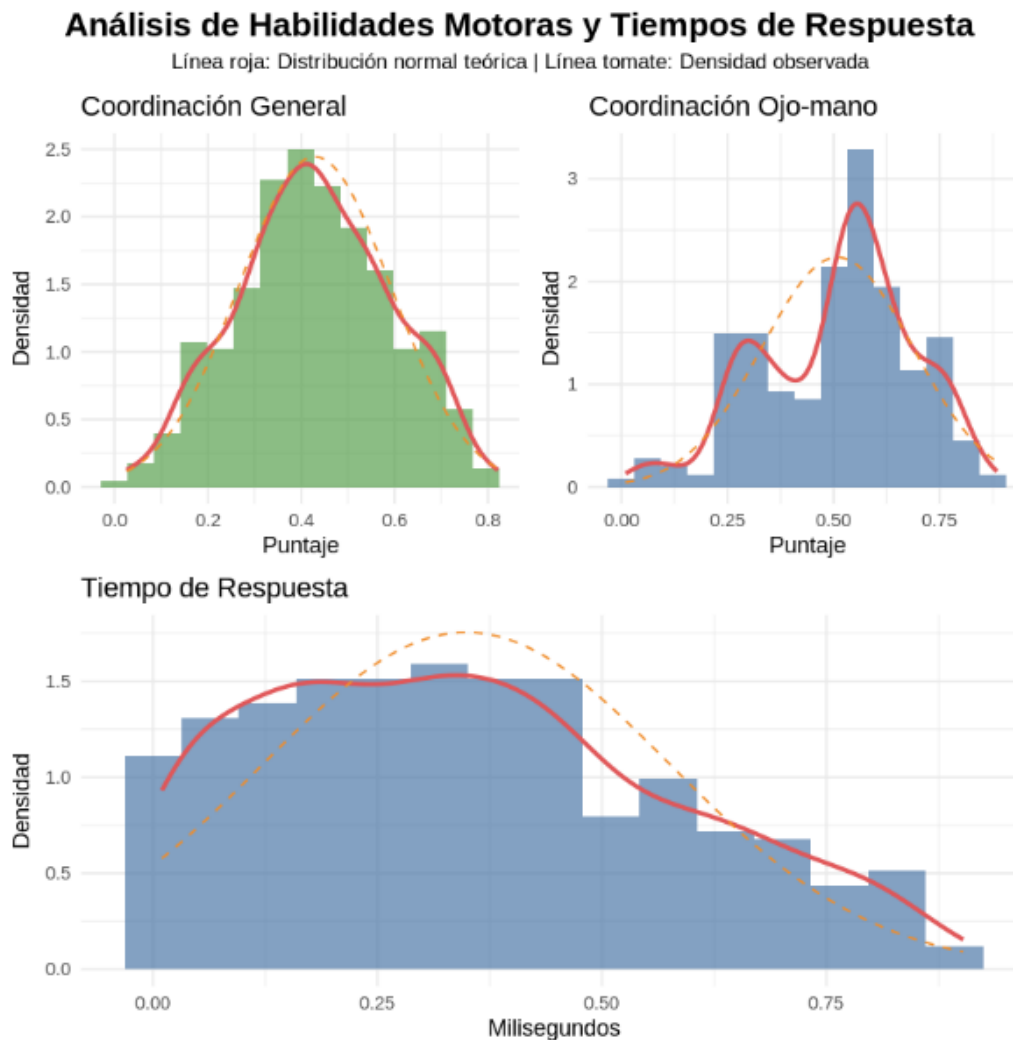 Análisis de Habilidades Motoras y Tiempos de Respuesta
Línea roja: Distribución normal teórica | Línea tomate: Densidad observada
Coordinación General
2.5
2.0
1.5
1.0
0.5
0.0
Densidad
0.0 0.2 0.4 0.6 0.8
Puntaje
Coordinación Ojo-mano
3
2
1
0
Densidad
0.00 0.25 0.50 0.75
Puntaje
Tiempo de Respuesta
1.5
1.0
0.5
0.0
Densidad
0.00 0.25 0.50 0.75
Milisegundos